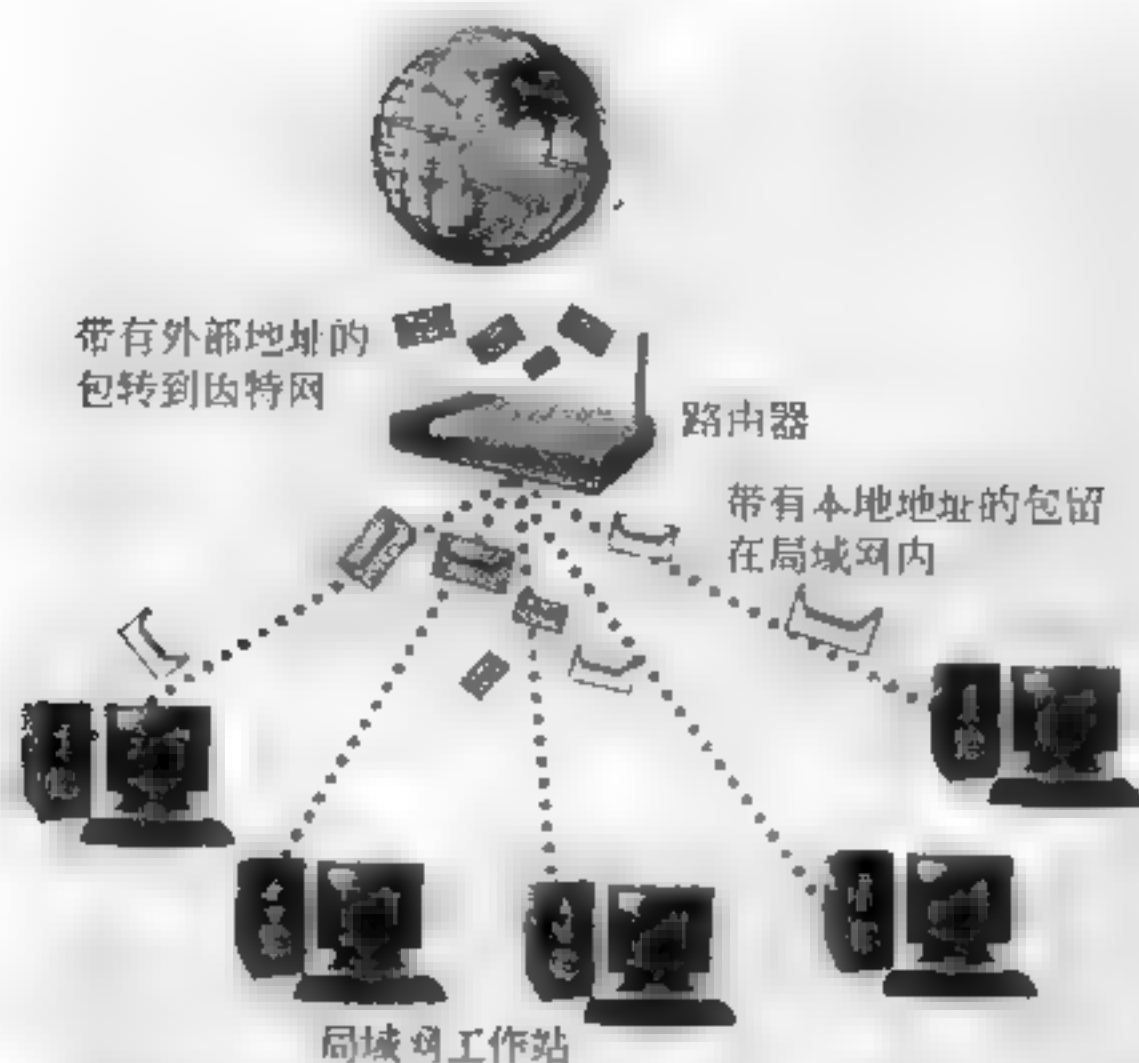 带有外部地址的
包转到因特网
路由器
带有本地地址的包留
在局域网内
局域网工作站